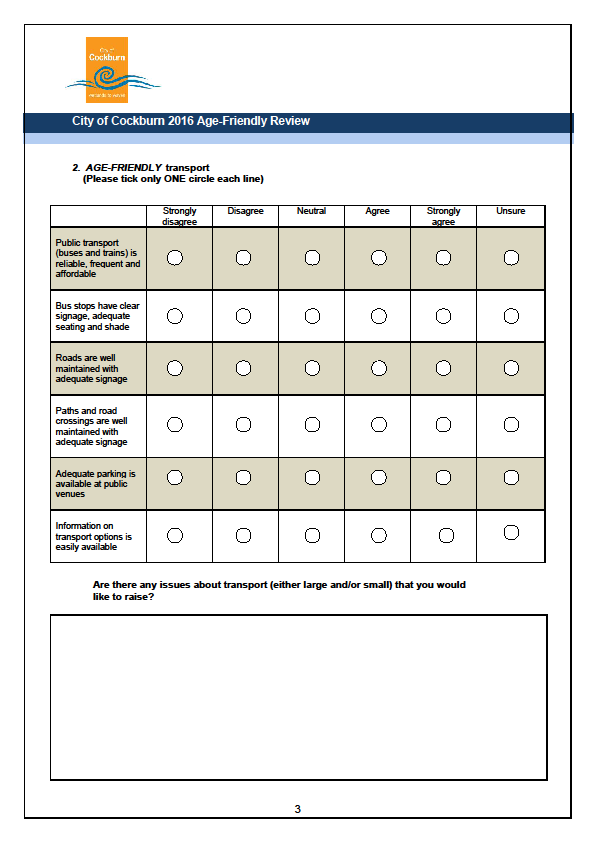 City of
Cockburn
City of Cockburn 2016 Age-Friendly Review
2. AGE-FRIENDLY transport
(Please tick only ONE circle each line)
Strongly
disagree
Disagree
Neutral
Agree
Strongly
agree
Unsure
Public transport
(buses and trains) is
reliable, frequent and
affordable
Bus stops have clear
signage, adequate
seating and shade
Roads are well
maintained with
adequate signage
Paths and road
crossings are well
maintained with
adequate signage
Adequate parking is
available at public
venues
Information on
transport options is
easily available
Are there any issues about transport (either large and/or small) that you would
like to raise?
3